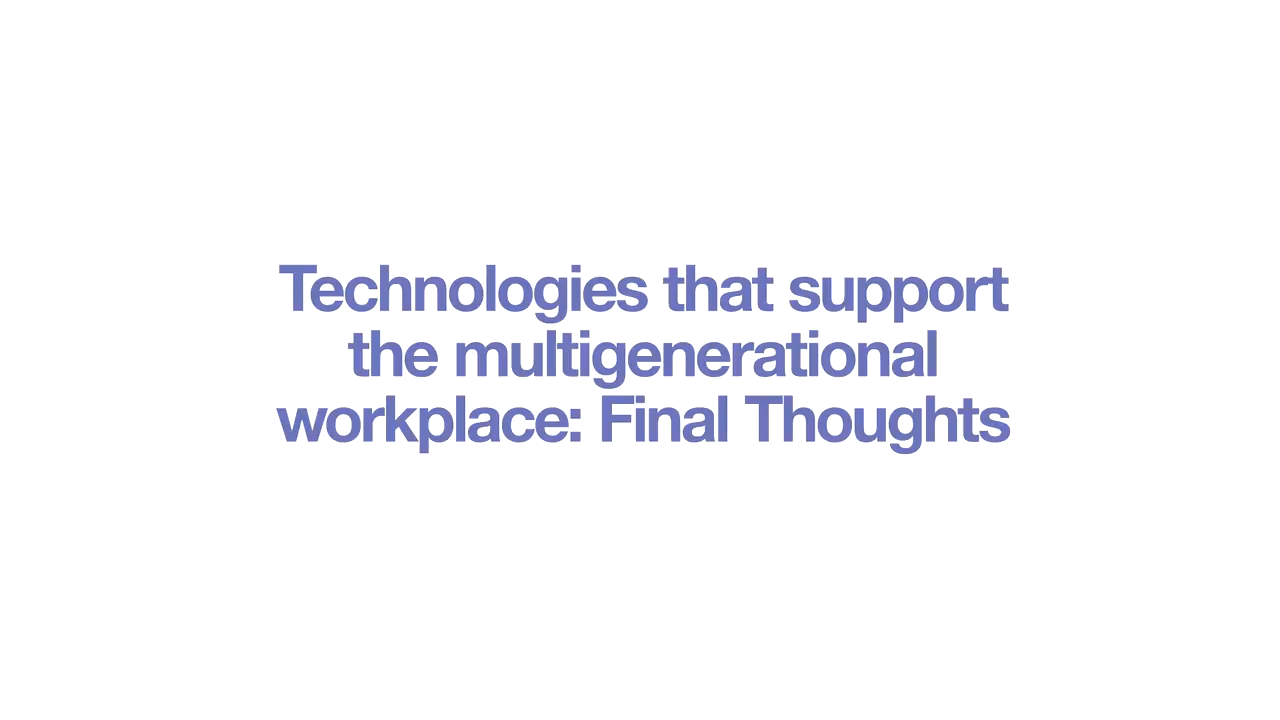 Technologies that support
the multigenerational
workplace: Final Thoughts